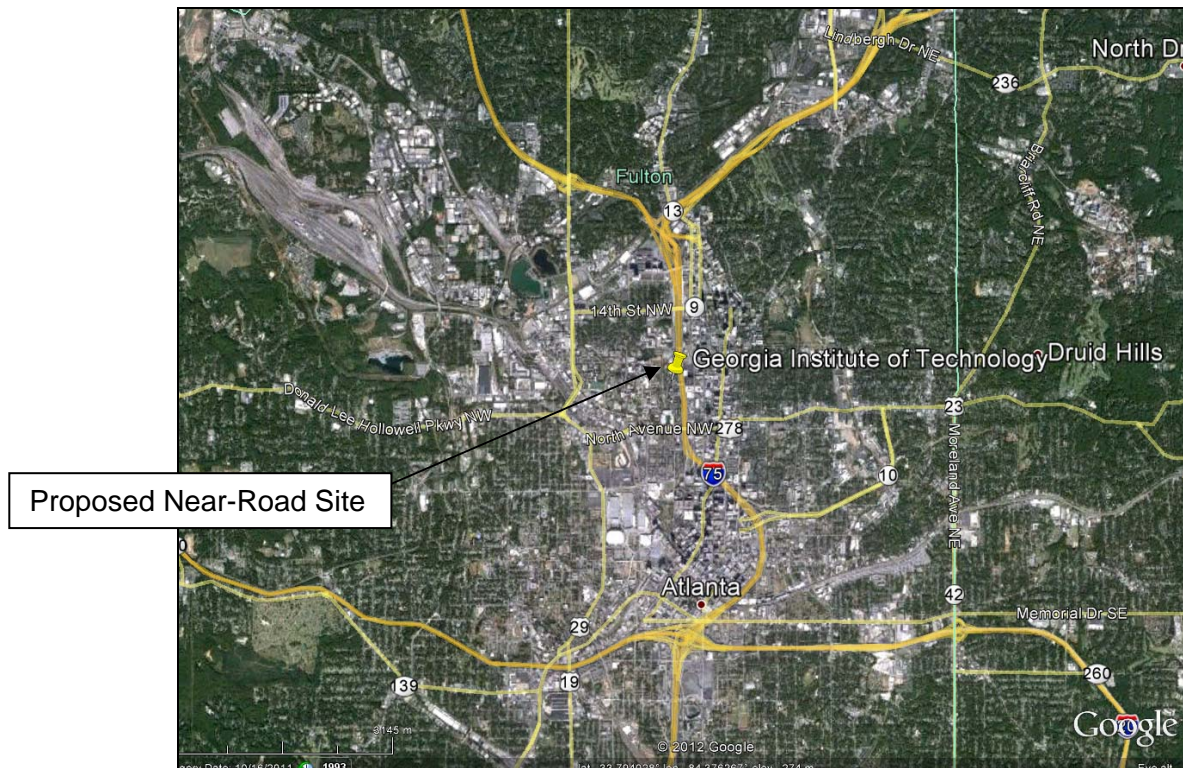 Lindbergh Dr NE
North Dr
236
Briarcliff Rd NE
Fulton
13
14th St NW
9
Georgia Institute of Technology
Druid Hills
Donald Lee Hollowell Pkwy NW
23
North Avenue NW
278
75
10
Moreland Ave NE
Proposed Near-Road Site
Atlanta
42
Memorial Dr SE
29
19
139
260
3145 m
© 2012 Google
Google
1993